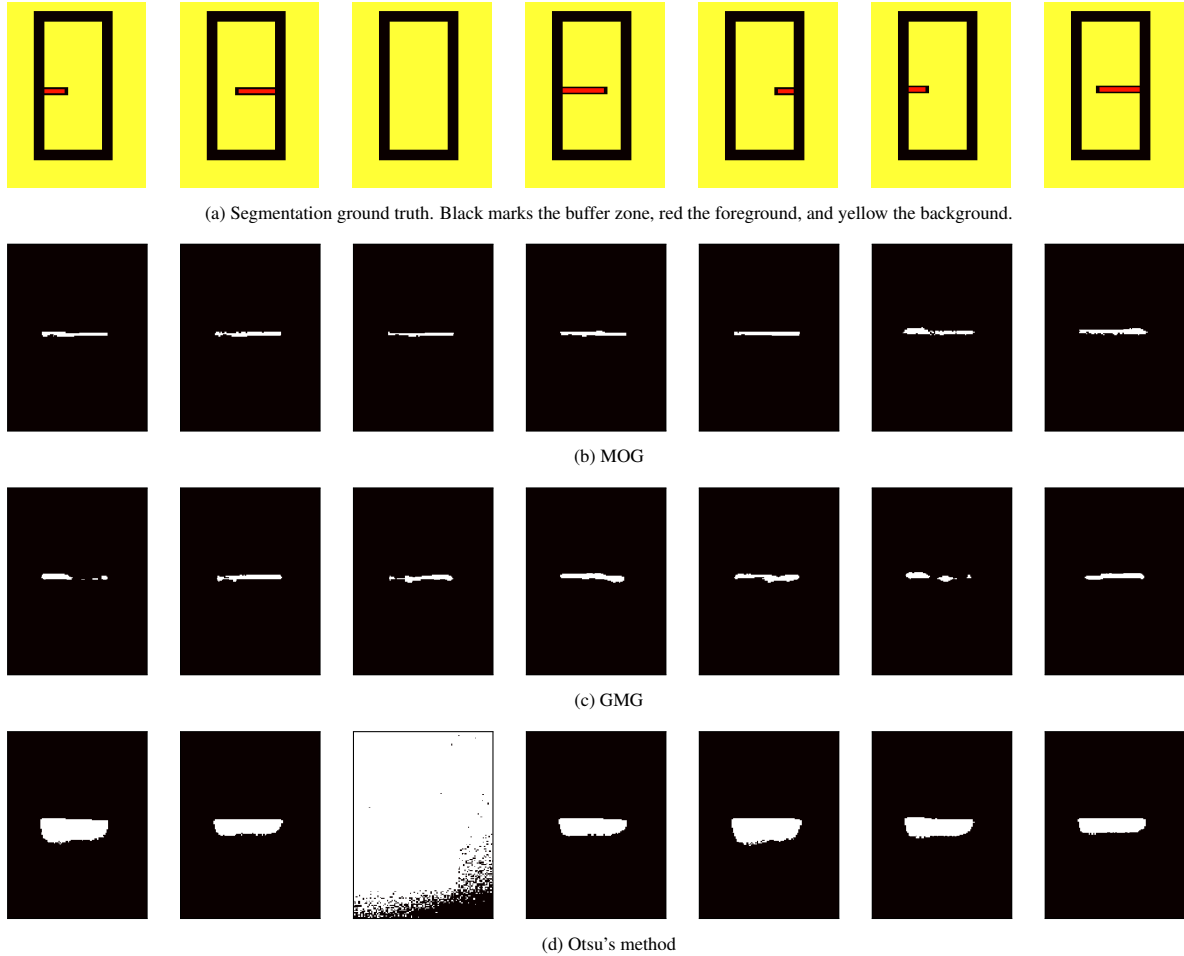 (a) Segmentation ground truth. Black marks the buffer zone, red the foreground, and yellow the background.
(b) MOG
(c) GMG
(d) Otsu's method